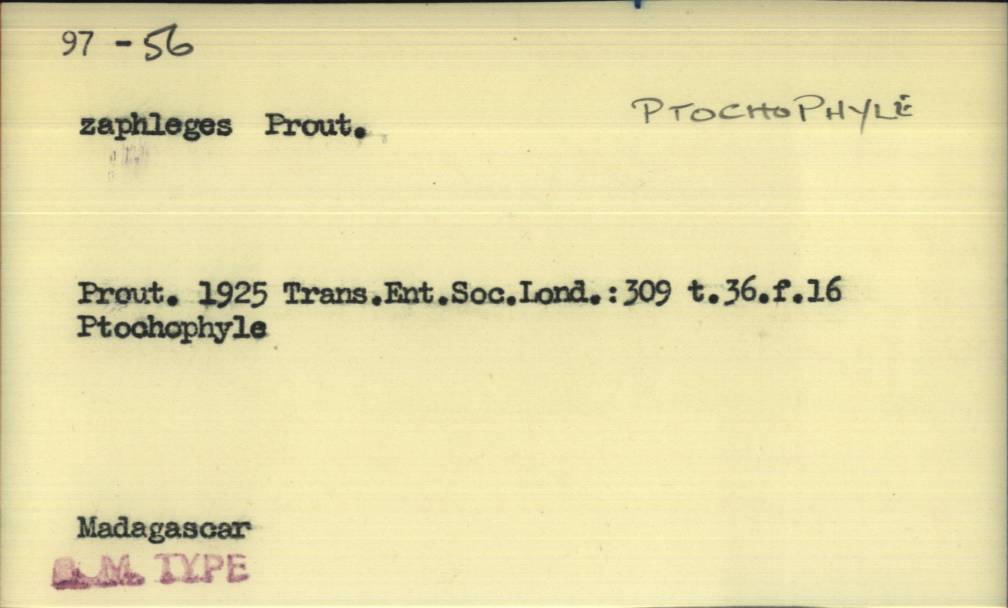 97 - 56
zaphleges Prout.
PTOCHOPHYLE
Prout. 1925 Trans.Ent.Soc.Lond.:309 t.36.f.16
Ptochophyle
Madagascar
B.M. TYPE